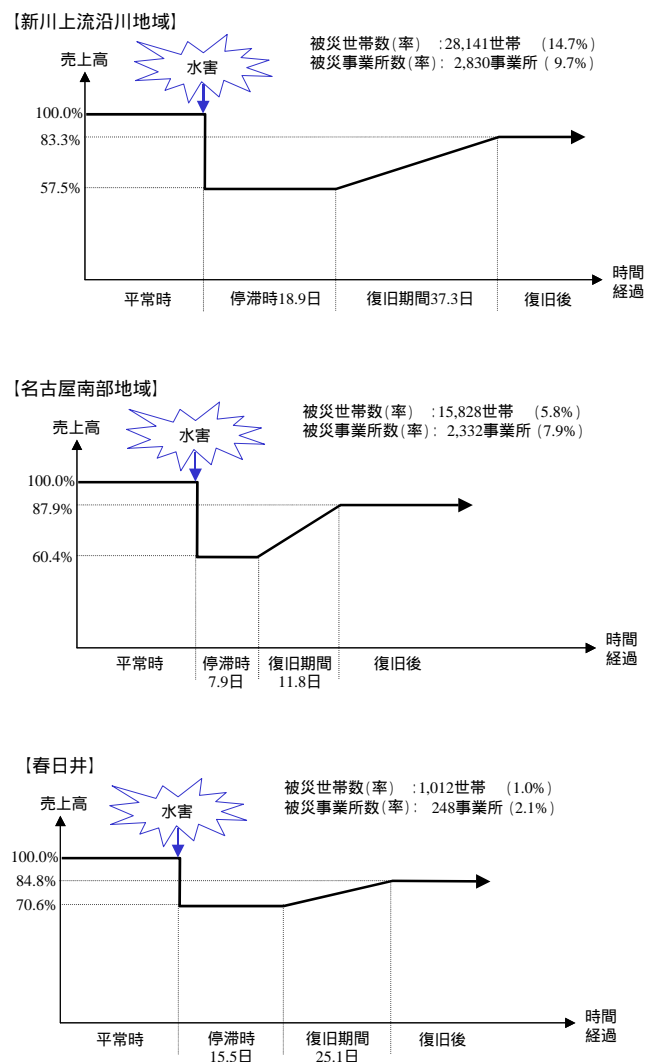 【新川上流沿川地域】
被災世帯数(率) :28,141世帯 (14.7%)
被災事業所数(率): 2,830事業所 ( 9.7%)
売上高
水害
100.0%
83.3%
57.5%
時間
経過
平常時 停滞時18.9日 復旧期間37.3日 復旧後
【名古屋南部地域】
被災世帯数(率) :15,828世帯 (5.8%)
被災事業所数(率): 2,332事業所 (7.9%)
売上高
水害
100.0%
87.9%
60.4%
時間
経過
平常時 停滞時 復旧期間 復旧後
7.9日 11.8日
【春日井】
被災世帯数(率) :1,012世帯 (1.0%)
被災事業所数(率): 248事業所 (2.1%)
売上高
水害
100.0%
84.8%
70.6%
時間
経過
平常時 停滞時 復旧期間 復旧後
15.5日 25.1日